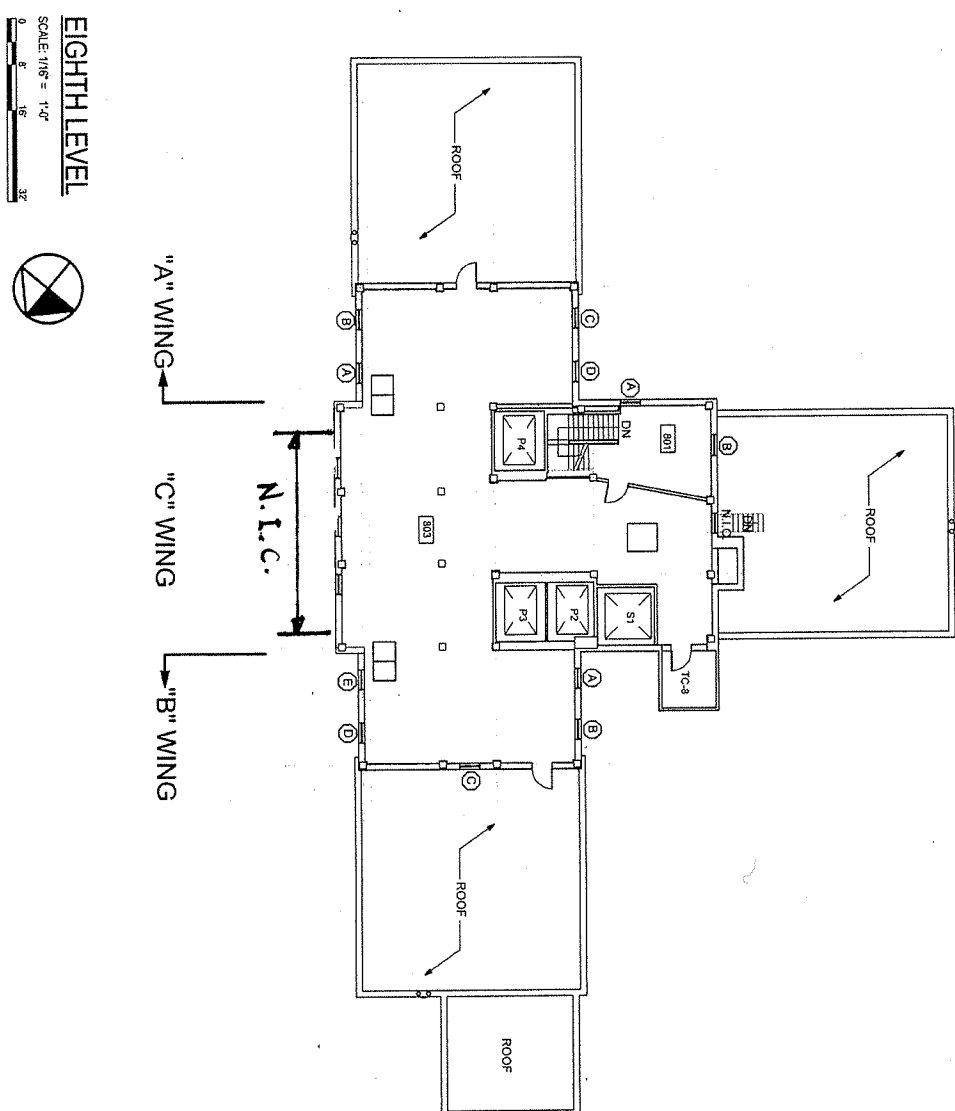 EIGHTH LEVEL
SCALE: 1/16" = 1'-0"
0 8' 16' 32'
"A" WING
"C" WING
"B" WING
N.I.C.
ROOF
B
A
C
D
A
801
DN
P4
B
DN
N.I.C
ROOF
803
P3
P2
S1
TC-8
E
D
A
B
C
ROOF
ROOF